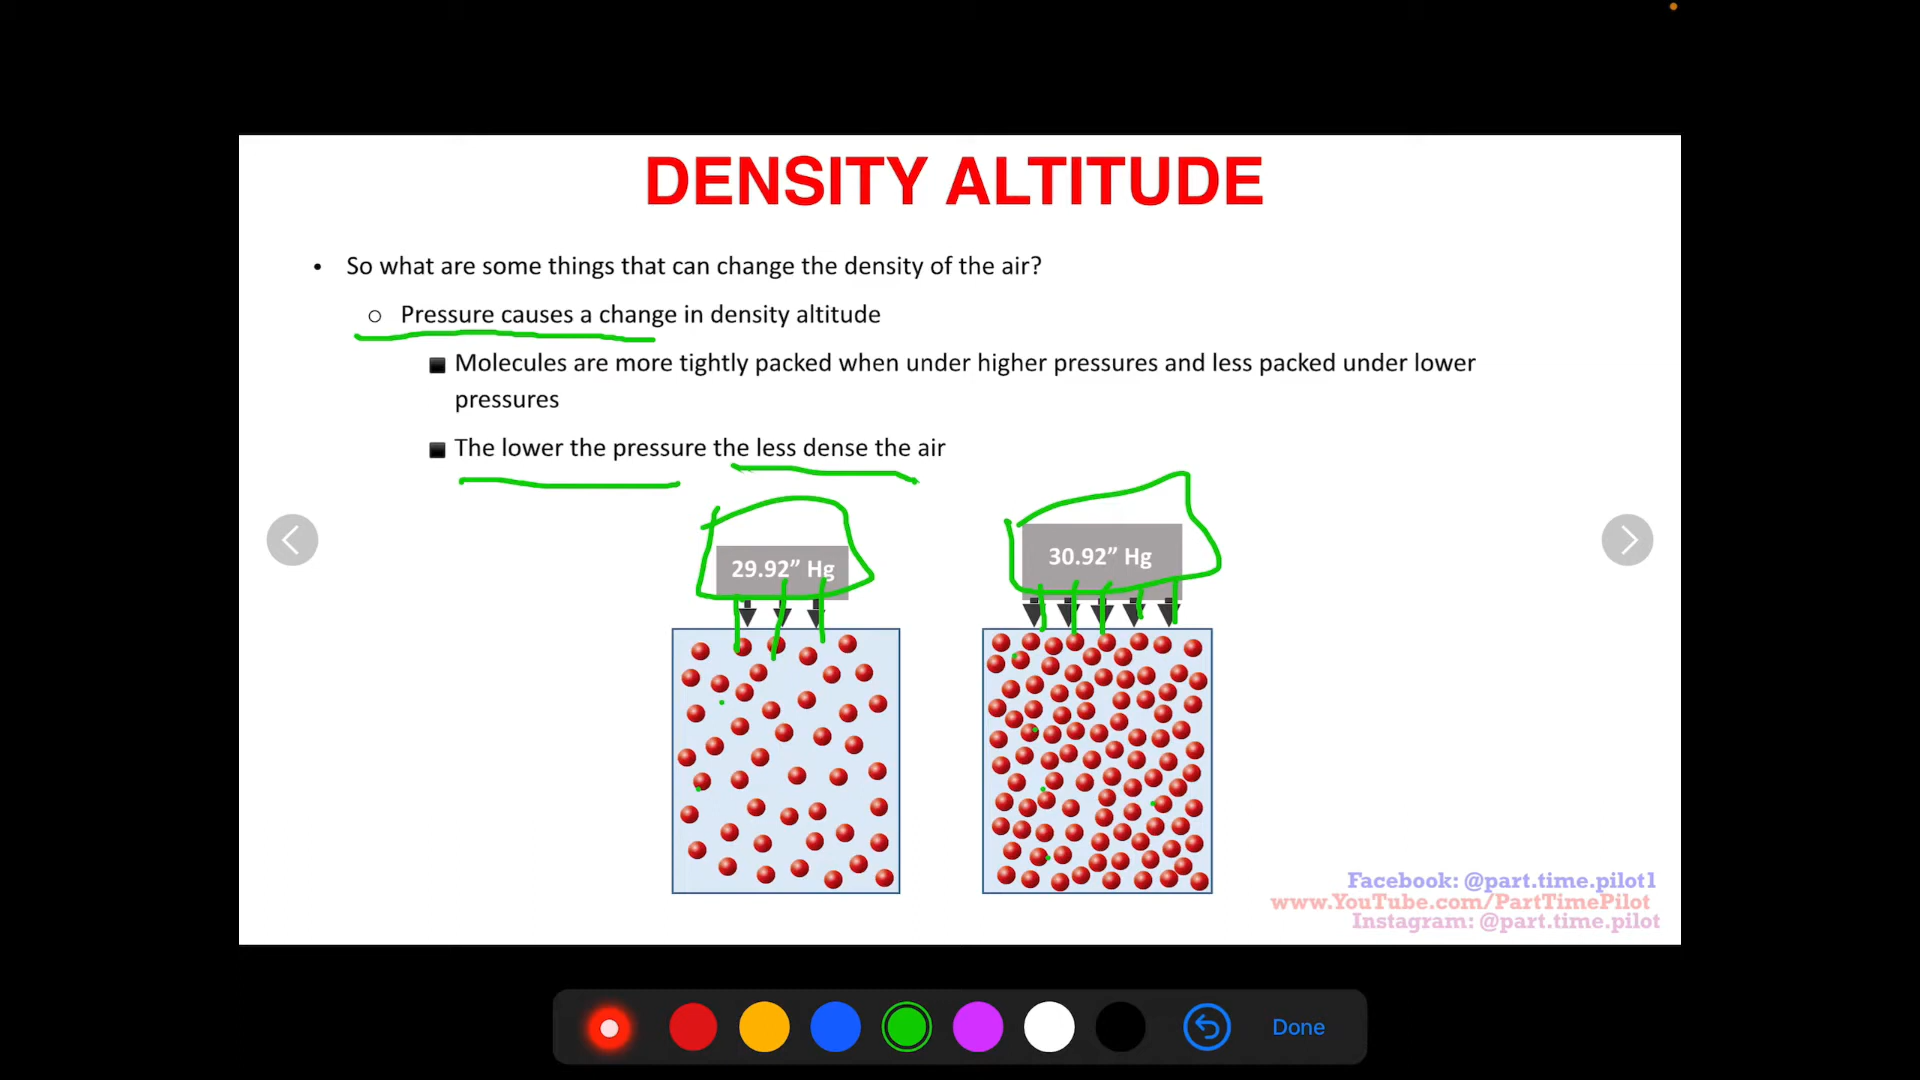 DENSITY ALTITUDE
• So what are some things that can change the density of the air?
○ Pressure causes a change in density altitude
■ Molecules are more tightly packed when under higher pressures and less packed under lower
pressures
■ The lower the pressure the less dense the air
29.92” Hg
30.92” Hg
Facebook: @part.time.pilot1
www.YouTube.com/PartTimePilot
Instagram: @part.time.pilot
Done